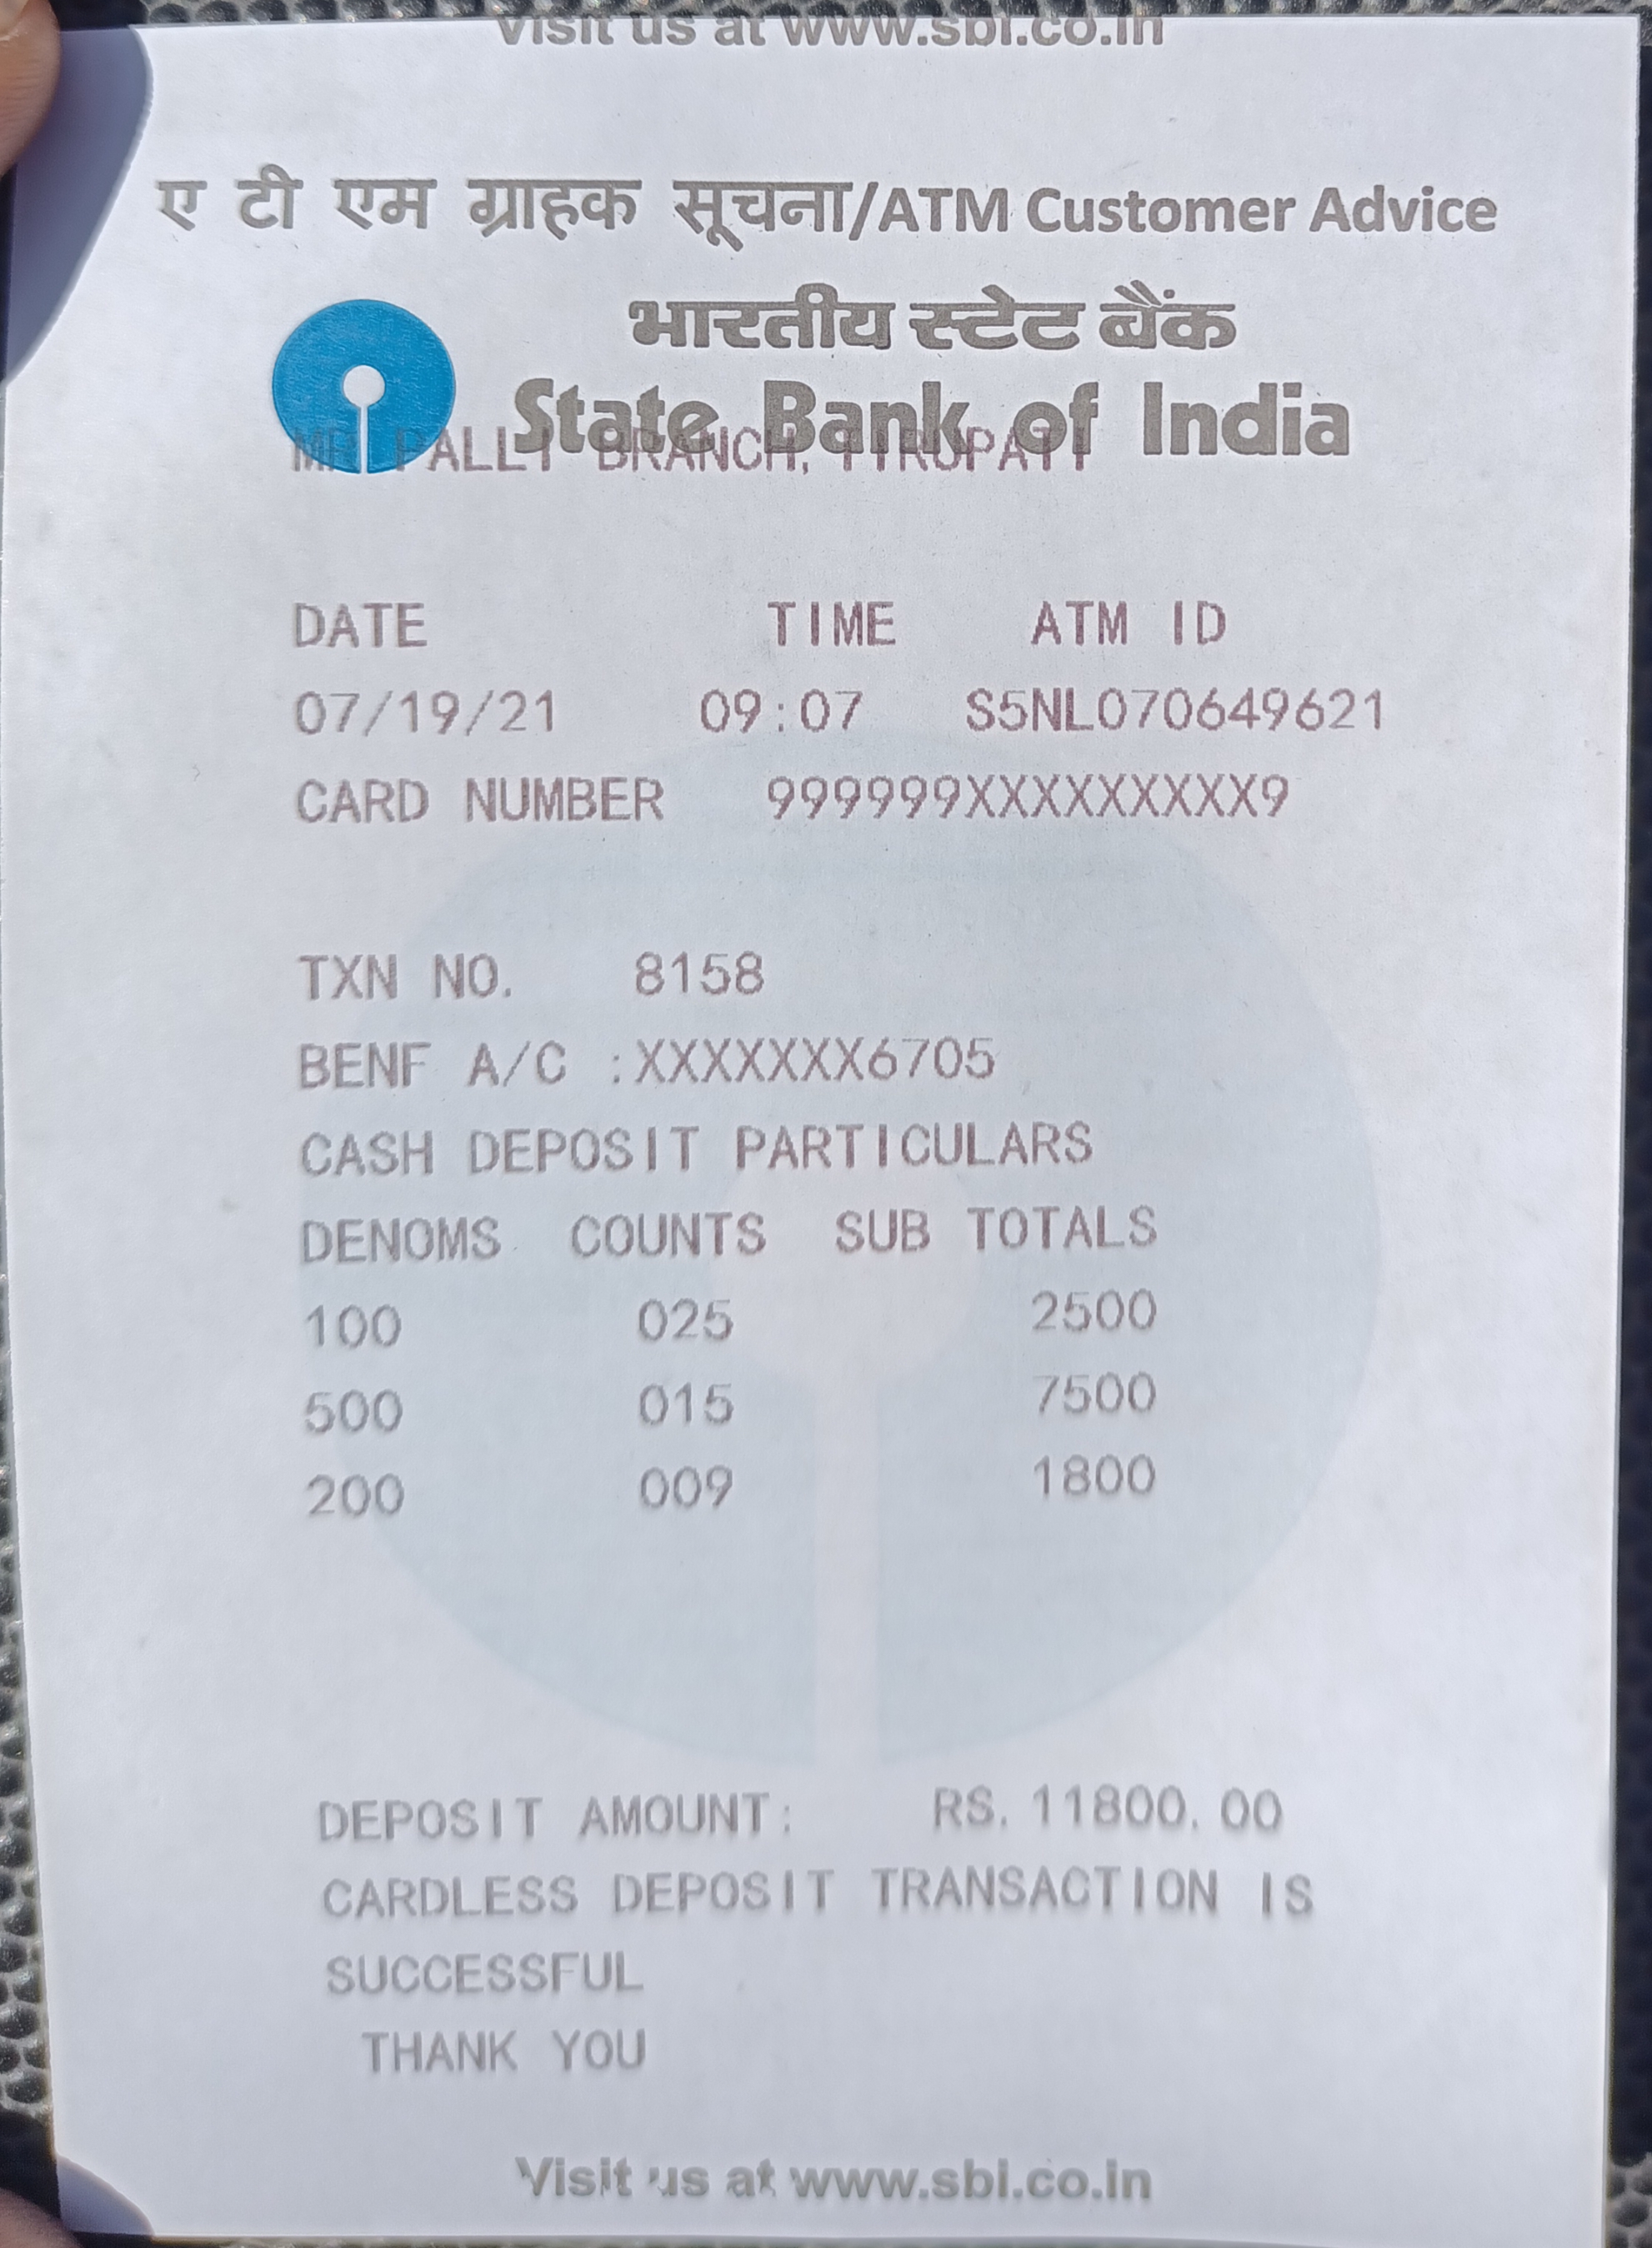 Visit us at www.sbi.co.in
ए टी एम ग्राहक सूचना/ATM Customer Advice
भारतीय स्टेट बैंक
State Bank of India
MR PALLI BRANCH, TIRUPATI
DATE TIME ATM ID
07/19/21 09:07 S5NL070649621
CARD NUMBER 999999XXXXXXXXX9
TXN NO. 8158
BENF A/C :XXXXXXX6705
CASH DEPOSIT PARTICULARS
DENOMS COUNTS SUB TOTALS
100 025 2500
500 015 7500
200 009 1800
DEPOSIT AMOUNT: RS. 11800.00
CARDLESS DEPOSIT TRANSACTION IS
SUCCESSFUL
THANK YOU
Visit us at www.sbi.co.in